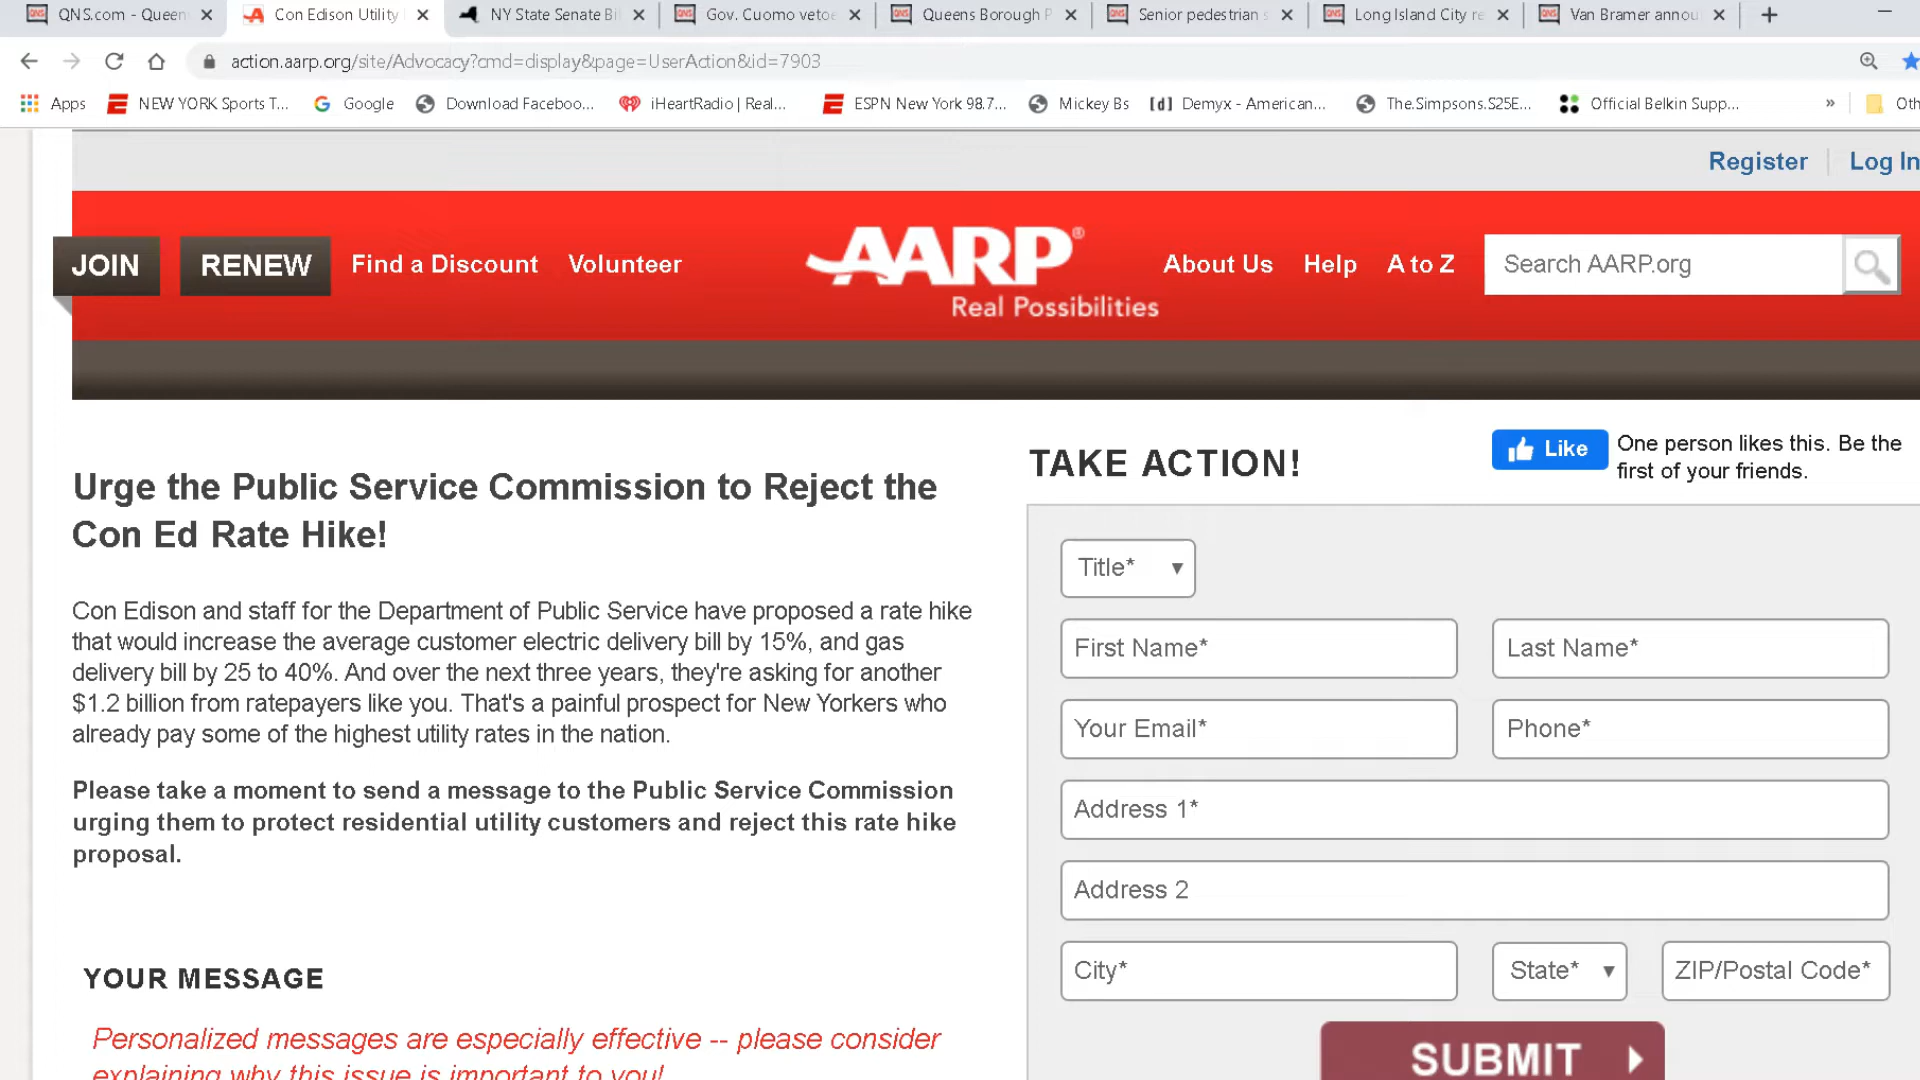 QNS.com - Queen
Con Edison Utility
NY State Senate Bil
Gov. Cuomo vetoe
Queens Borough P
Senior pedestrian s
Long Island City re
Van Bramer annou
action.aarp.org/site/Advocacy?cmd=display&page=UserAction&id=7903
Apps
NEW YORK Sports T...
Google
Download Faceboo...
iHeartRadio | Real...
ESPN New York 98.7...
Mickey Bs
[d] Demyx - American...
The.Simpsons.S25E...
Official Belkin Supp...
»
Oth
Register
Log In
JOIN
RENEW
Find a Discount
Volunteer
AARP®
Real Possibilities
About Us
Help
A to Z
Search AARP.org
Urge the Public Service Commission to Reject the
Con Ed Rate Hike!
Con Edison and staff for the Department of Public Service have proposed a rate hike
that would increase the average customer electric delivery bill by 15%, and gas
delivery bill by 25 to 40%. And over the next three years, they're asking for another
$1.2 billion from ratepayers like you. That's a painful prospect for New Yorkers who
already pay some of the highest utility rates in the nation.
Please take a moment to send a message to the Public Service Commission
urging them to protect residential utility customers and reject this rate hike
proposal.
YOUR MESSAGE
Personalized messages are especially effective -- please consider
explaining why this issue is important to you!
TAKE ACTION!
Like
One person likes this. Be the
first of your friends.
Title*
First Name*
Last Name*
Your Email*
Phone*
Address 1*
Address 2
City*
State*
ZIP/Postal Code*
SUBMIT